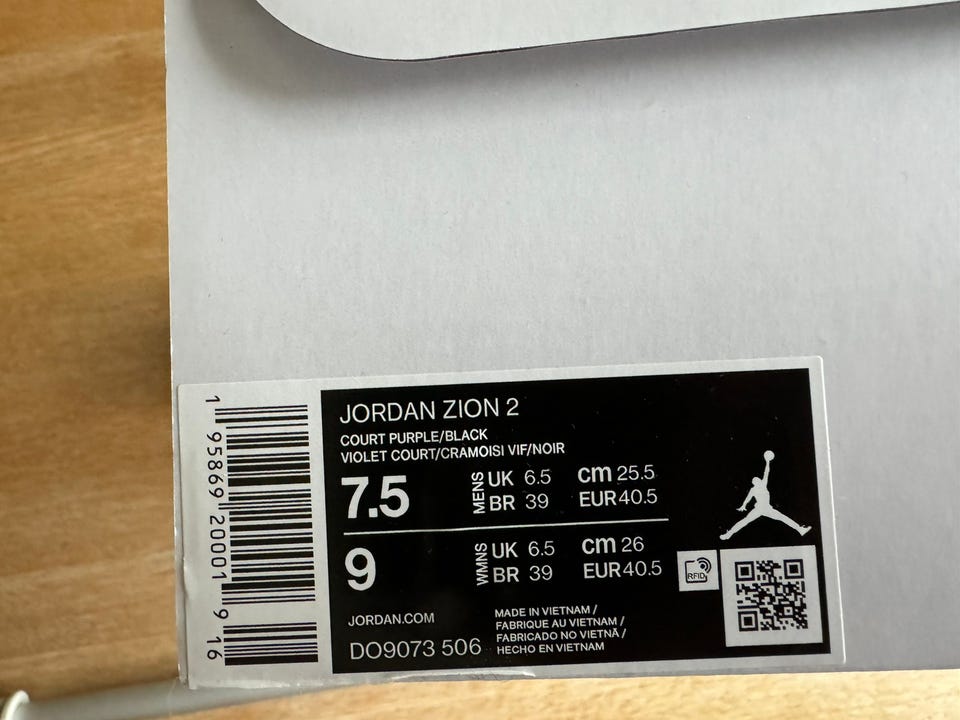 JORDAN ZION 2
COURT PURPLE/BLACK
VIOLET COURT/CRAMOISI VIF/NOIR
7.5
MENS
UK 6.5 cm 25.5
BR 39 EUR 40.5
9
WMNS
UK 6.5 cm 26
BR 39 EUR 40.5
RFID
JORDAN.COM
DO9073 506
MADE IN VIETNAM /
FABRIQUE AU VIETNAM /
FABRICADO NO VIETNÃ /
HECHO EN VIETNAM
1 95869 20001 9 16